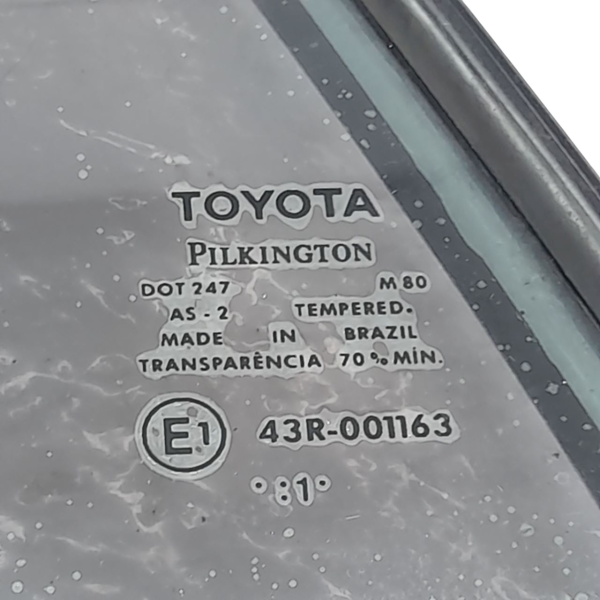 TOYOTA
PILKINGTON
DOT 247 M 80
AS - 2 TEMPERED.
MADE IN BRAZIL
TRANSPARÊNCIA 70 % MÍN.
E1 43R-001163
°:1°